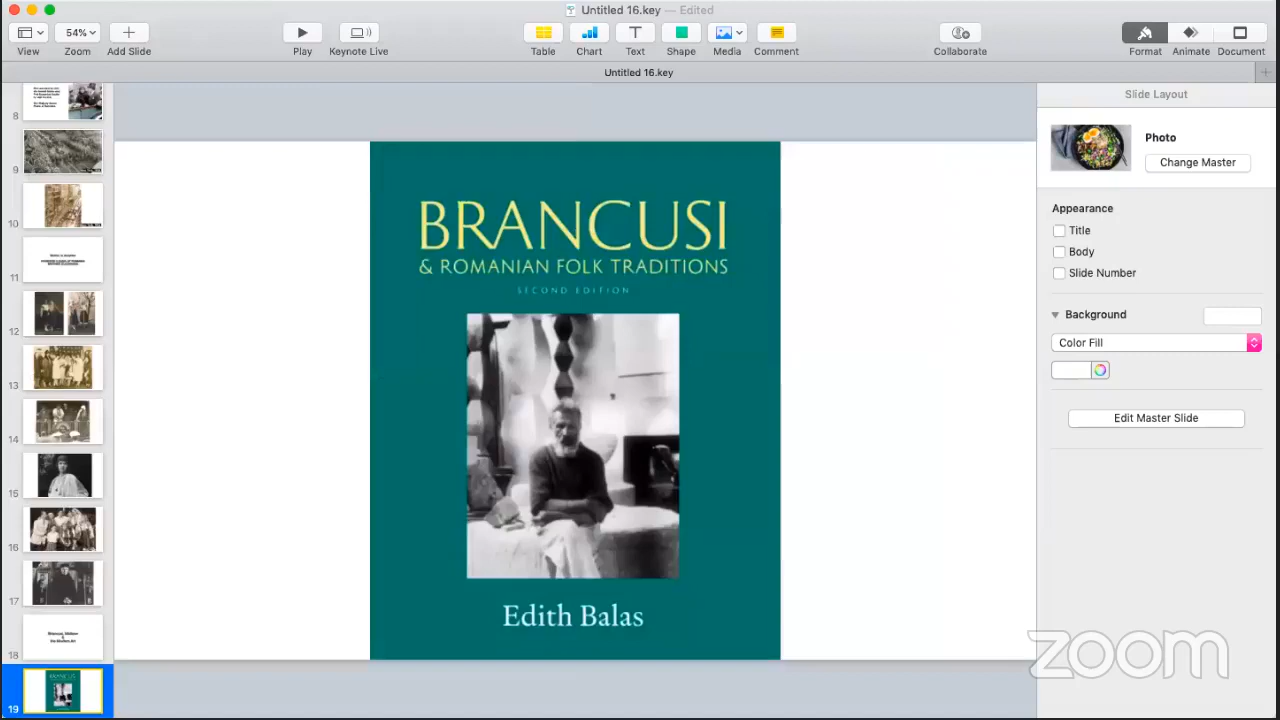 Untitled 16.key — Edited
View
54%
Zoom
Add Slide
Play
Keynote Live
Table
Chart
Text
Shape
Media
Comment
Collaborate
Format
Animate
Document
Untitled 16.key
8
9
10
11
12
13
14
15
16
17
18
19
BRANCUSI
& ROMANIAN FOLK TRADITIONS
SECOND EDITION
Edith Balas
Slide Layout
Photo
Change Master
Appearance
Title
Body
Slide Number
Background
Color Fill
Edit Master Slide
zoom